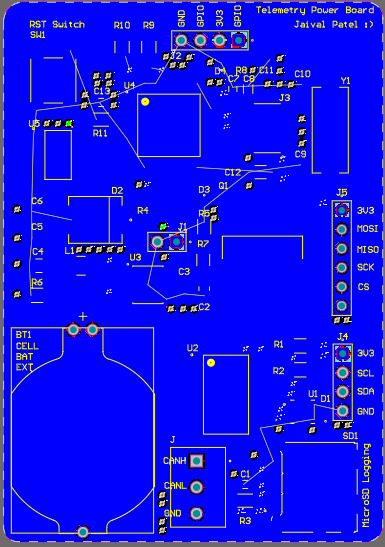 Telemetry Power Board
Jaival Patel :)
RST Switch
SW1
R10 R9
GND
GPIO
3V3
GPIO
J2
D4
R8
C11
C10
C7 C8
Y1
C13
U4
J3
U5
R11
C9
C12
D2
D3
Q1
J5
C6
R4
R5
3V3
C5
J1
MOSI
R7
MISO
C4
L1
U3
C3
SCK
R6
CS
C2
+
BT1
CELL
BAT
EXT
U2
R1
J4
3V3
R2
SCL
U1
D1
SDA
GND
J
SD1
CANH
C1
CANL
GND
R3
MicroSD Logging